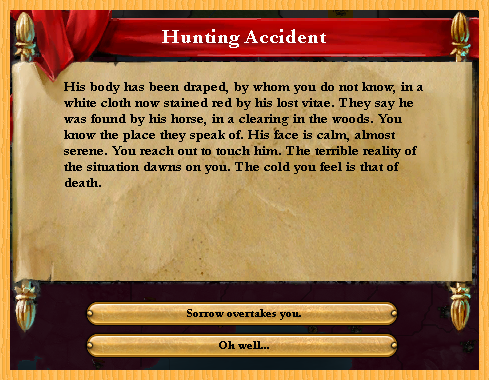 Hunting Accident
His body has been draped, by whom you do not know, in a
white cloth now stained red by his lost vitae. They say he
was found by his horse, in a clearing in the woods. You
know the place they speak of. His face is calm, almost
serene. You reach out to touch him. The terrible reality of
the situation dawns on you. The cold you feel is that of
death.
Sorrow overtakes you.
Oh well...